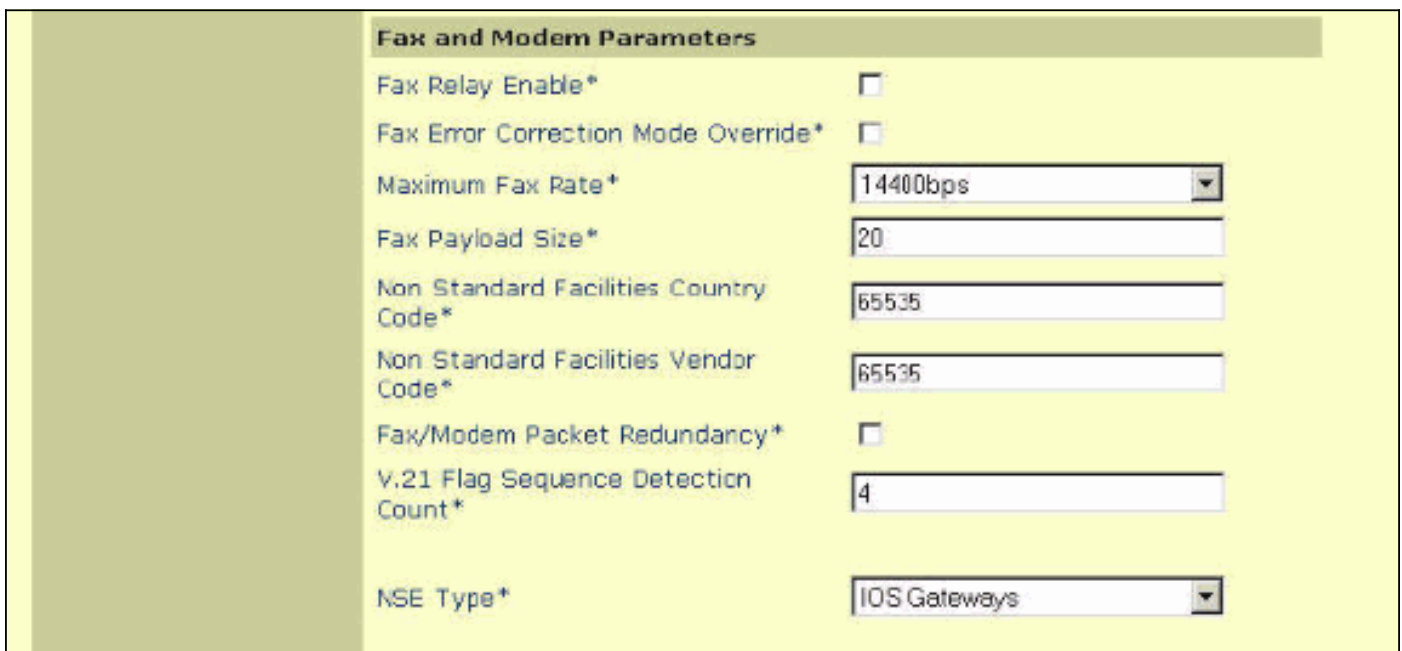 Fax and Modem Parameters
Fax Relay Enable*
Fax Error Correction Mode Override*
Maximum Fax Rate* 14400bps
Fax Payload Size* 20
Non Standard Facilities Country
Code* 65535
Non Standard Facilities Vendor
Code* 65535
Fax/Modem Packet Redundancy*
V.21 Flag Sequence Detection
Count* 4
NSE Type* IOS Gateways